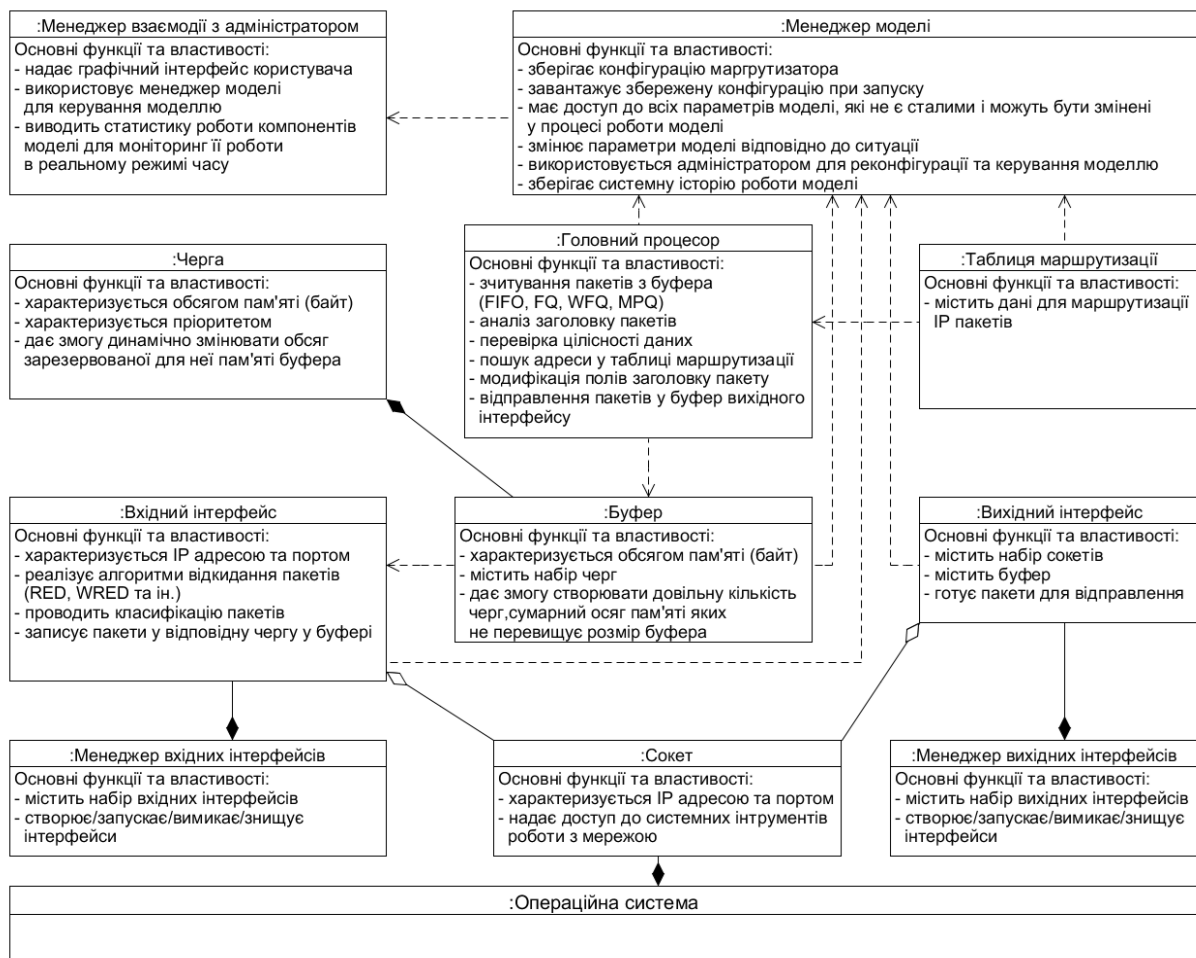 :Менеджер взаємодії з адміністратором
Основні функції та властивості:
- надає графічний інтерфейс користувача
- використовує менеджер моделі
для керування моделлю
- виводить статистику роботи компонентів
моделі для моніторинг її роботи
в реальному режимі часу
:Менеджер моделі
Основні функції та властивості:
- зберігає конфігурацію маргрутизатора
- завантажує збережену конфігурацію при запуску
- має доступ до всіх параметрів моделі, які не є сталими і можуть бути змінені
у процесі роботи моделі
- змінює параметри моделі відповідно до ситуації
- використовується адміністратором для реконфігурації та керування моделлю
- зберігає системну історію роботи моделі
:Черга
Основні функції та властивості:
- характеризується обсягом пам'яті (байт)
- характеризується пріоритетом
- дає змогу динамічно змінювати обсяг
зарезервованої для неї пам'яті буфера
:Головний процесор
Основні функції та властивості:
- зчитування пакетів з буфера
(FIFO, FQ, WFQ, MPQ)
- аналіз заголовку пакетів
- перевірка цілісності даних
- пошук адреси у таблиці маршрутизації
- модифікація полів заголовку пакету
- відправлення пакетів у буфер вихідного
інтерфейсу
:Таблиця маршрутизації
Основні функції та властивості:
- містить дані для маршрутизації
IP пакетів
:Вхідний інтерфейс
Основні функції та властивості:
- характеризується IP адресою та портом
- реалізує алгоритми відкидання пакетів
(RED, WRED та ін.)
- проводить класифікацію пакетів
- записує пакети у відповідну чергу у буфері
:Буфер
Основні функції та властивості:
- характеризується обсягом пам'яті (байт)
- містить набір черг
- дає змогу створювати довільну кількість
черг,сумарний осяг пам'яті яких
не перевищує розмір буфера
:Вихідний інтерфейс
Основні функції та властивості:
- містить набір сокетів
- містить буфер
- готує пакети для відправлення
:Менеджер вхідних інтерфейсів
Основні функції та властивості:
- містить набір вхідних інтерфейсів
- створює/запускає/вимикає/знищує
інтерфейси
:Сокет
Основні функції та властивості:
- характеризується IP адресою та портом
- надає доступ до системних інтрументів
роботи з мережою
:Менеджер вихідних інтерфейсів
Основні функції та властивості:
- містить набір вихідних інтерфейсів
- створює/запускає/вимикає/знищує
інтерфейси
:Операційна система